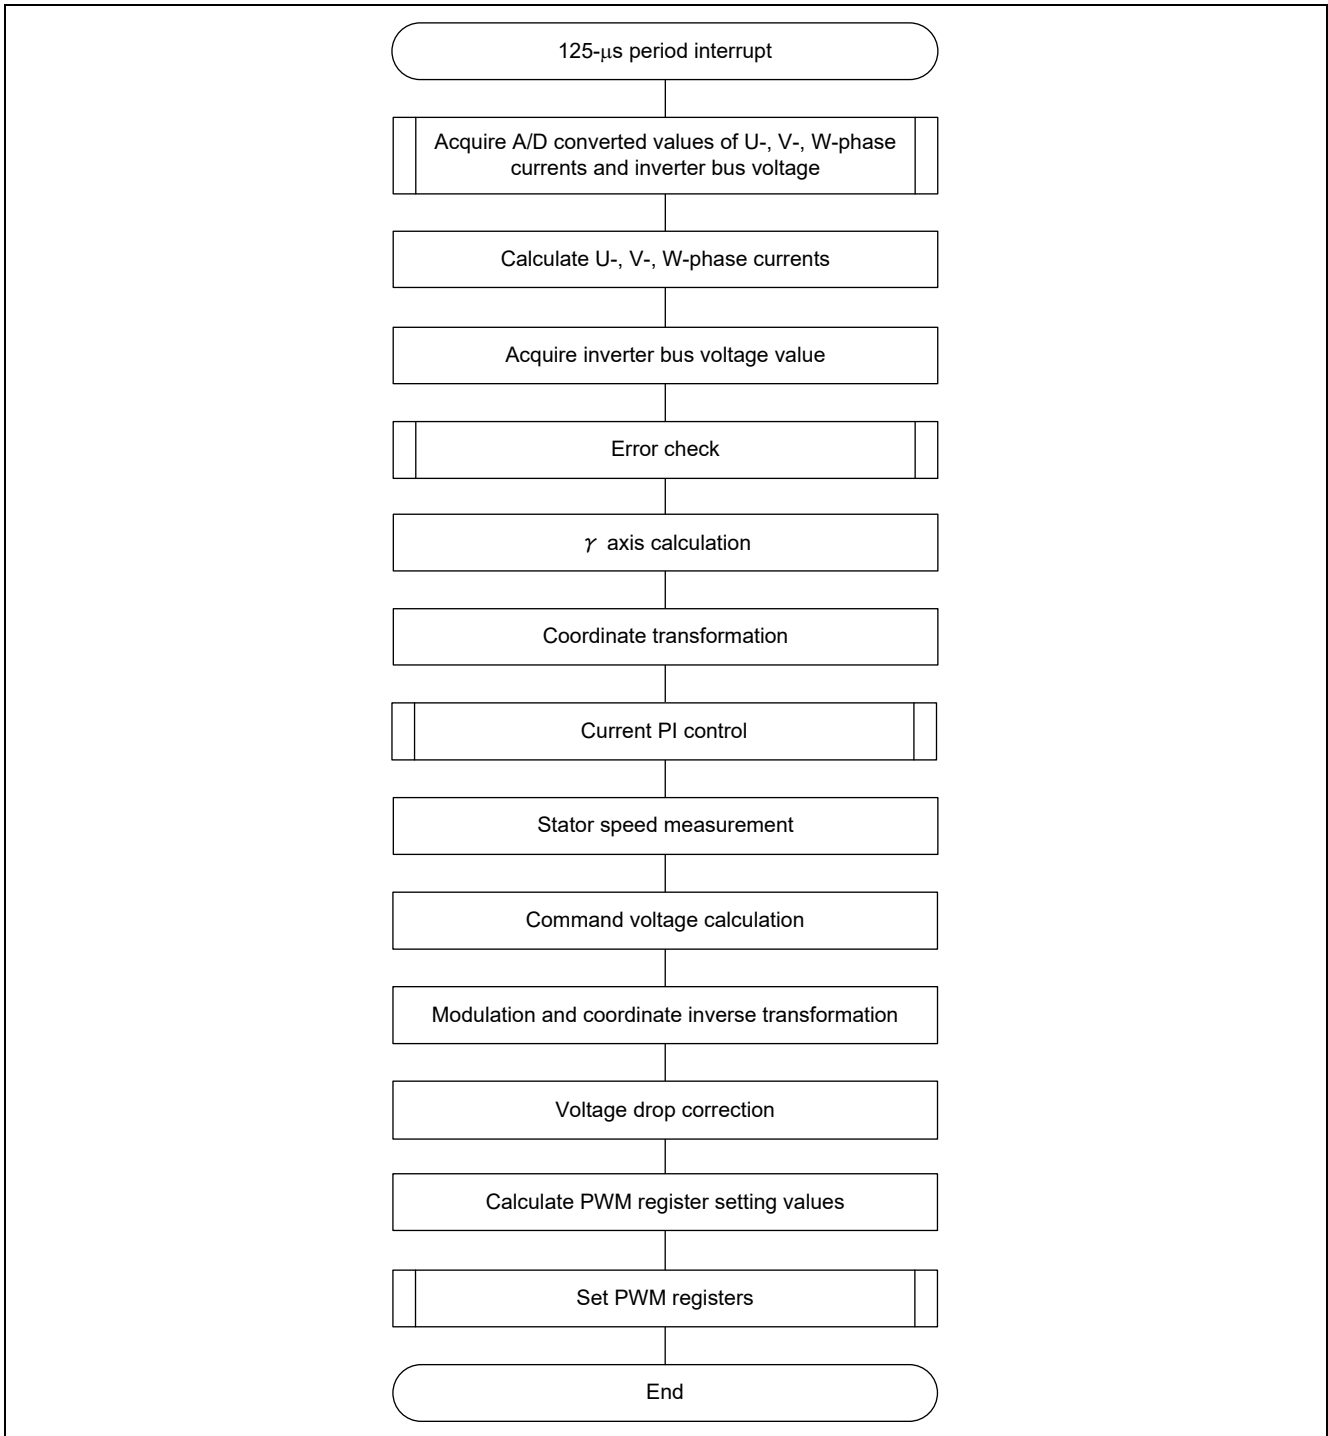 125-μs period interrupt
Acquire A/D converted values of U-, V-, W-phase
currents and inverter bus voltage
Calculate U-, V-, W-phase currents
Acquire inverter bus voltage value
Error check
γ axis calculation
Coordinate transformation
Current PI control
Stator speed measurement
Command voltage calculation
Modulation and coordinate inverse transformation
Voltage drop correction
Calculate PWM register setting values
Set PWM registers
End